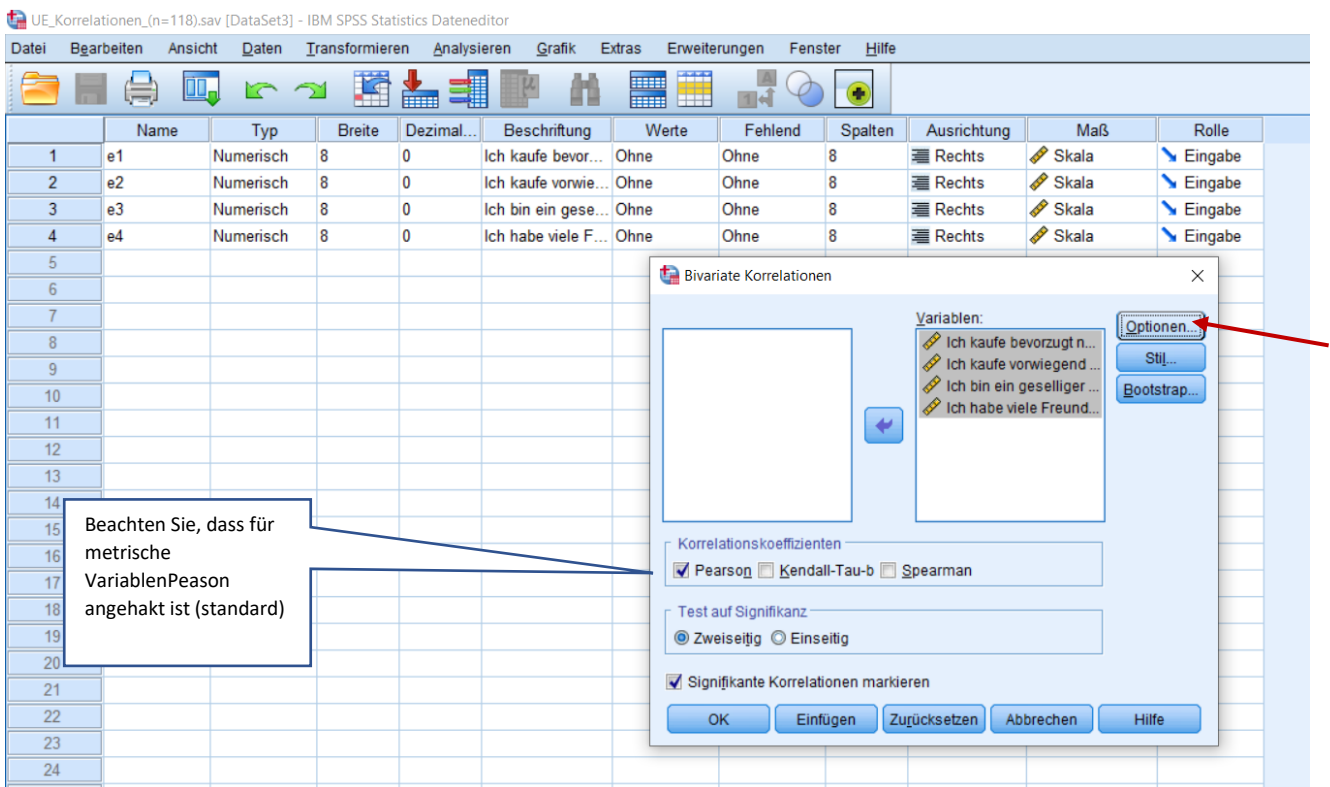 UE_Korrelationen_(n=118).sav [DataSet3] - IBM SPSS Statistics Dateneditor
Datei Bearbeiten Ansicht Daten Transformieren Analysieren Grafik Extras Erweiterungen Fenster Hilfe
Name Typ Breite Dezimal... Beschriftung Werte Fehlend Spalten Ausrichtung Maß Rolle
1 e1 Numerisch 8 0 Ich kaufe bevor... Ohne Ohne 8 Rechts Skala Eingabe
2 e2 Numerisch 8 0 Ich kaufe vorwie... Ohne Ohne 8 Rechts Skala Eingabe
3 e3 Numerisch 8 0 Ich bin ein gese... Ohne Ohne 8 Rechts Skala Eingabe
4 e4 Numerisch 8 0 Ich habe viele F... Ohne Ohne 8 Rechts Skala Eingabe
5
6
7
8
9
10
11
12
13
14
15
16
17
18
19
20
21
22
23
24
Bivariate Korrelationen
Variablen:
Ich kaufe bevorzugt n...
Ich kaufe vorwiegend ...
Ich bin ein geselliger ...
Ich habe viele Freund...
Optionen...
Stil...
Bootstrap...
Korrelationskoeffizienten
Pearson Kendall-Tau-b Spearman
Test auf Signifikanz
Zweiseitig Einseitig
Signifikante Korrelationen markieren
OK Einfügen Zurücksetzen Abbrechen Hilfe
Beachten Sie, dass für
metrische
VariablenPeason
angehakt ist (standard)